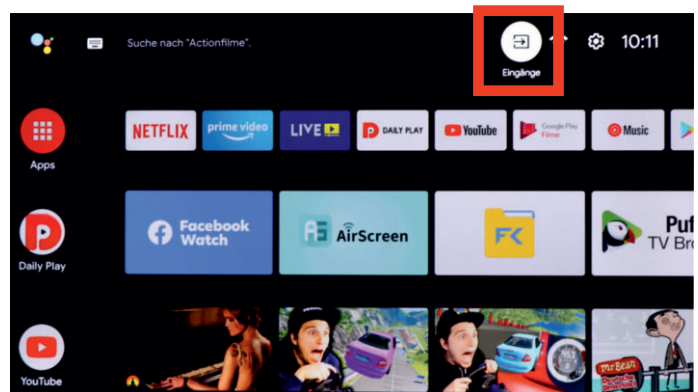 Suche nach "Actionfilme".
Eingänge
10:11
Apps
NETFLIX
prime video
LIVE
DAILY PLAY
YouTube
Google Play
Filme
Music
Daily Play
Facebook
Watch
AirScreen
FK
Puf
TV Bro
YouTube
Mr Bean